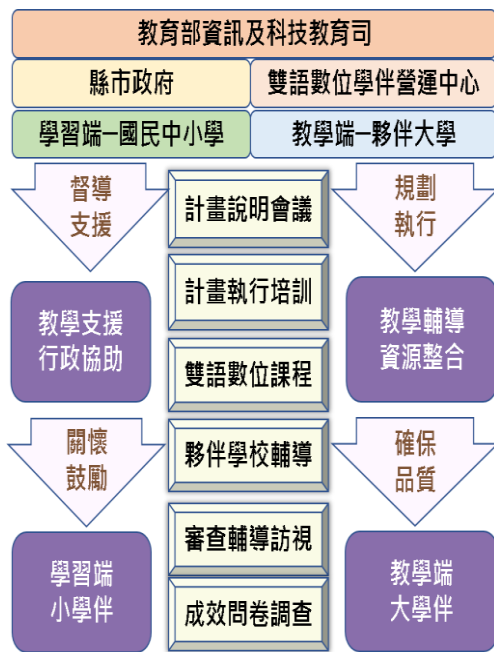 教育部資訊及科技教育司
縣市政府
雙語數位學伴營運中心
學習端—國民中小學
教學端—夥伴大學
督導
支援
規劃
執行
計畫說明會議
計畫執行培訓
教學支援
行政協助
教學輔導
資源整合
雙語數位課程
關懷
鼓勵
夥伴學校輔導
確保
品質
審查輔導訪視
學習端
小學伴
教學端
大學伴
成效問卷調查